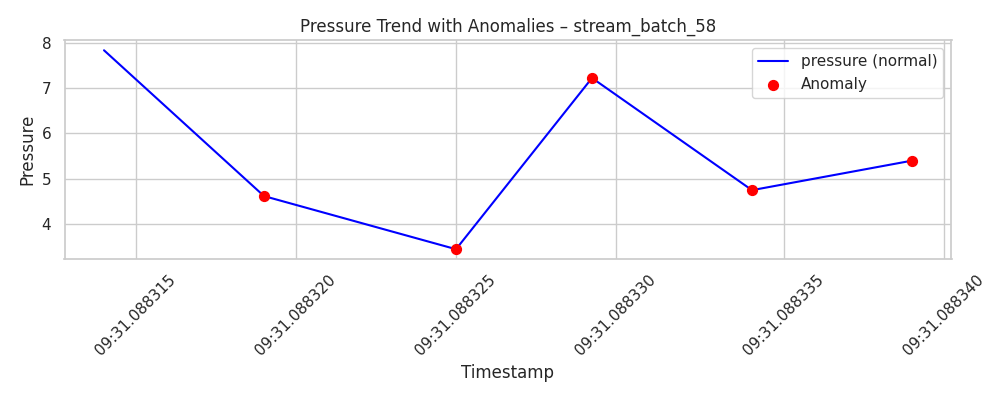 Pressure Trend with Anomalies – stream_batch_58
pressure (normal)
Anomaly
Pressure
8
7
6
5
4
09:31.088315
09:31.088320
09:31.088325
09:31.088330
09:31.088335
09:31.088340
Timestamp